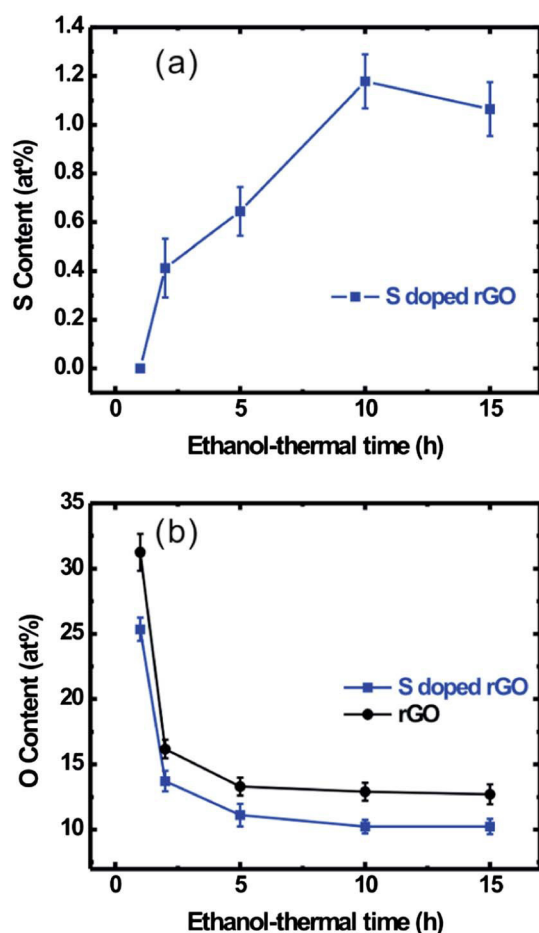 (a)
S Content (at%)
1.4
1.2
1.0
0.8
0.6
0.4
0.2
0.0
S doped rGO
0 5 10 15
Ethanol-thermal time (h)
(b)
O Content (at%)
35
30
25
20
15
10
S doped rGO
rGO
0 5 10 15
Ethanol-thermal time (h)